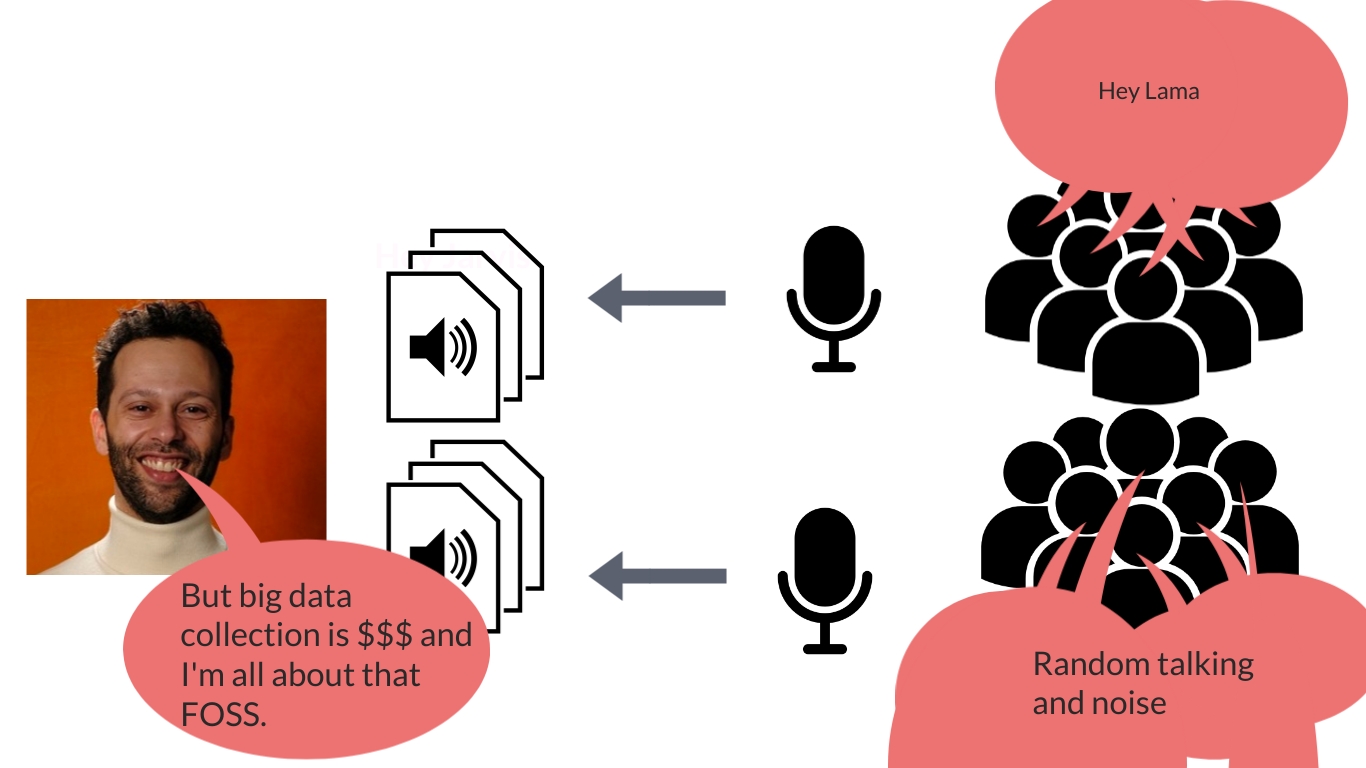 Hey Lama
But big data
collection is $$$ and
I'm all about that
FOSS.
Random talking
and noise